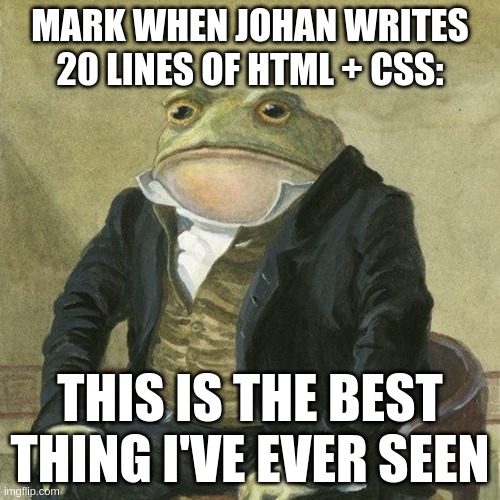 MARK WHEN JOHAN WRITES
20 LINES OF HTML + CSS:
THIS IS THE BEST
THING I'VE EVER SEEN
imgflip.com